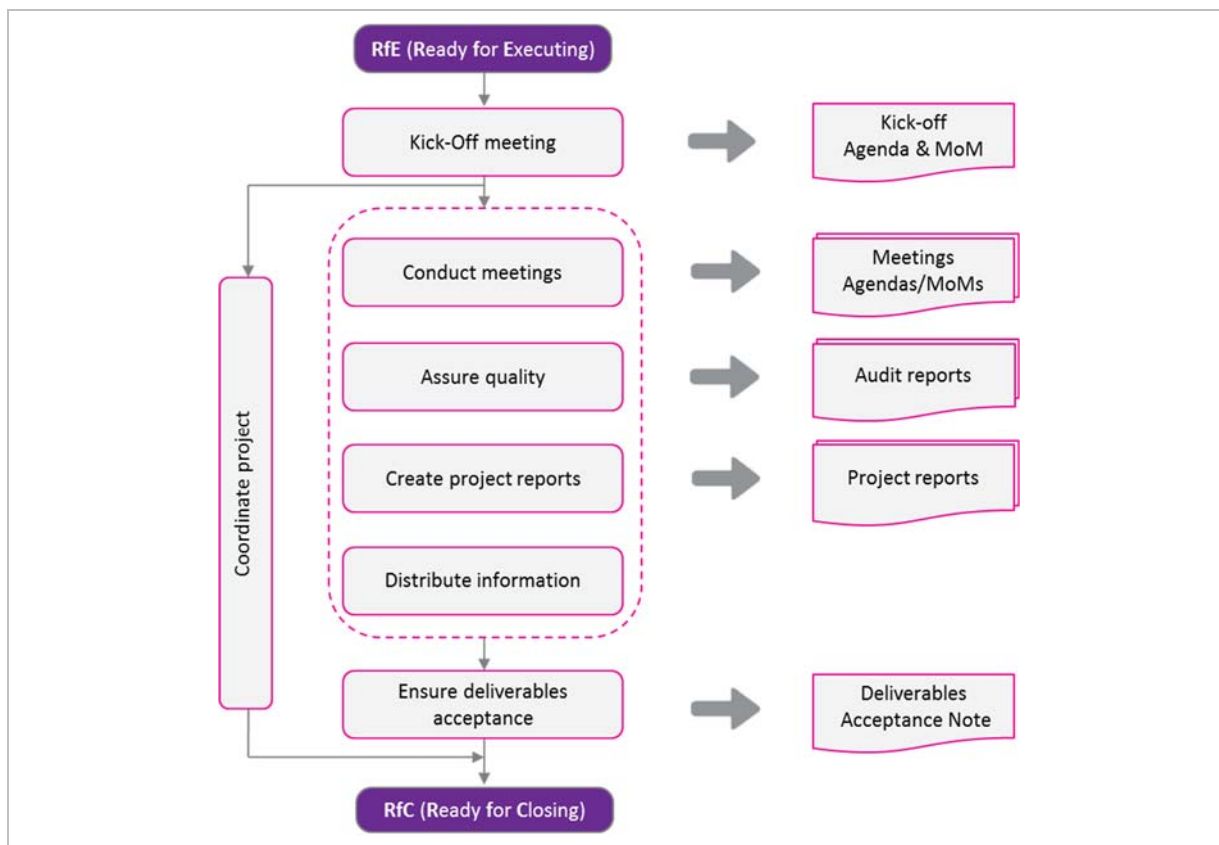 RfE (Ready for Executing)
Kick-Off meeting
Kick-off
Agenda & MoM
Conduct meetings
Meetings
Agendas/MoMs
Assure quality
Audit reports
Coordinate project
Create project reports
Project reports
Distribute information
Ensure deliverables
acceptance
Deliverables
Acceptance Note
RfC (Ready for Closing)